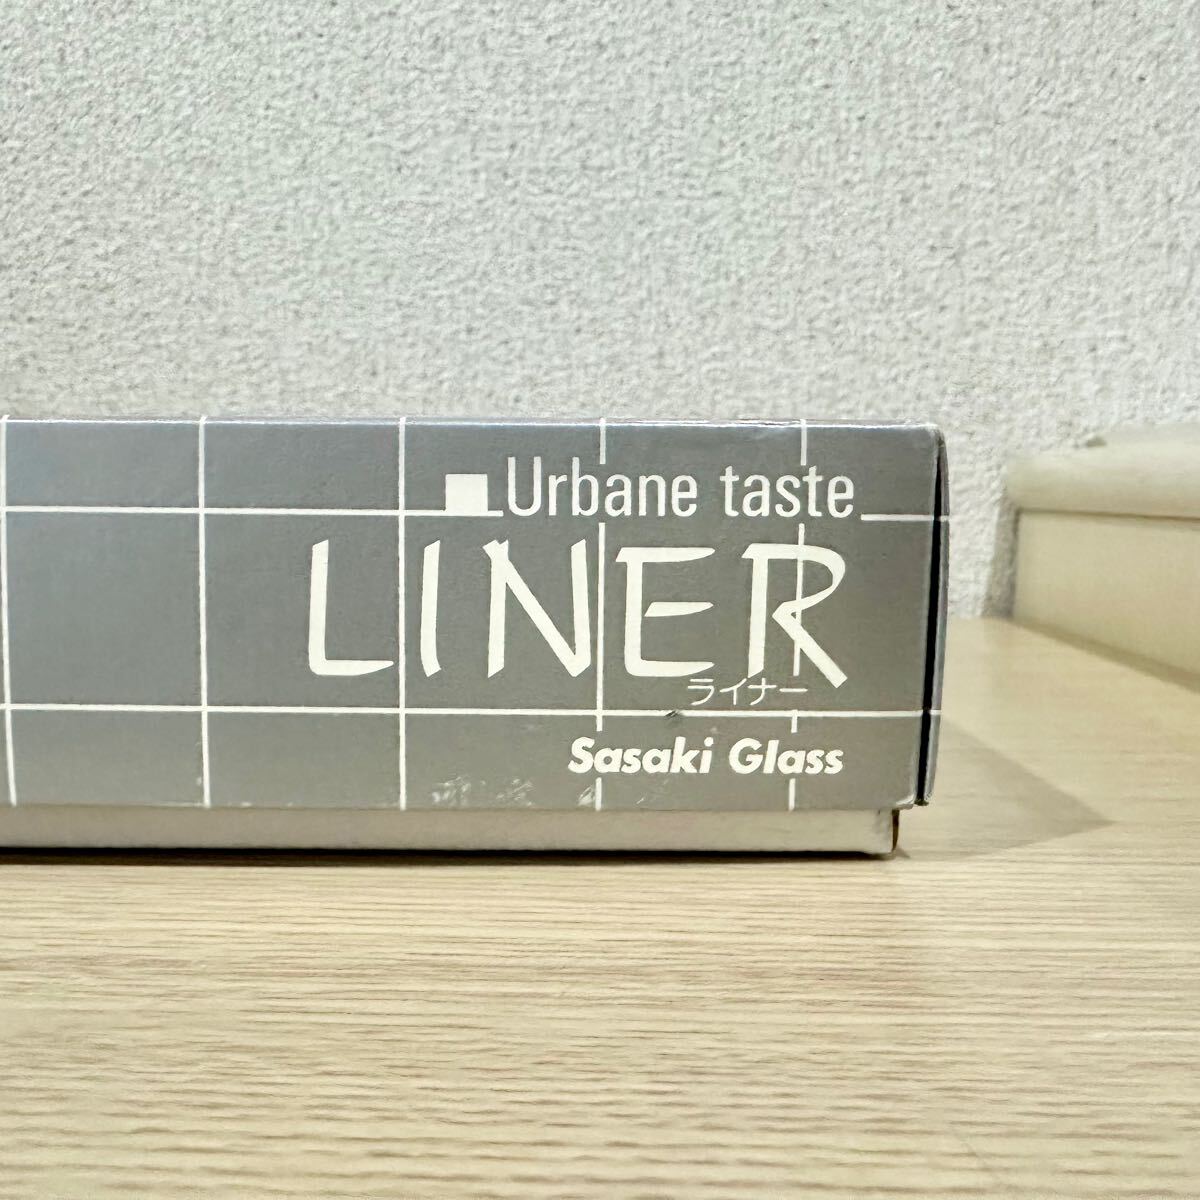 Urbane taste
LINER
ライナー
Sasaki Glass